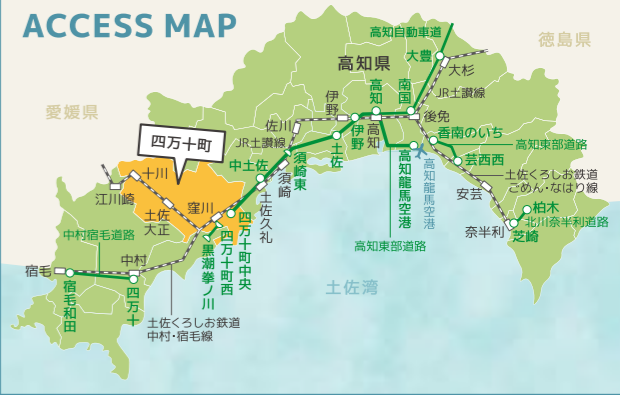 ACCESS MAP
高知自動車道
徳島県
大豊
大杉
高知県
JR土讃線
愛媛県
高知
南国
伊野
後免
佐川
JR土讃線
伊野
高知
香南のいち
高知東部道路
四万十町
土佐
須崎東
中土佐
須崎
高知龍馬空港
高知龍馬空港
芸西西
土佐くろしお鉄道
ごめん・なはり線
十川
江川崎
安芸
土佐
大正
窪川
土佐久礼
柏木
北川奈半利道路
奈半利
芝崎
四万十町中央
四万十町西
黒潮拳ノ川
高知東部道路
中村宿毛道路
中村
宿毛
宿毛和田
四万十
土佐湾
土佐くろしお鉄道
中村・宿毛線